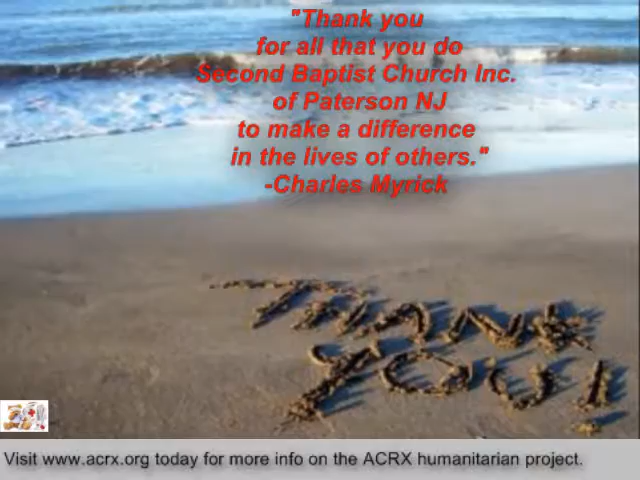 "Thank you
for all that you do
Second Baptist Church Inc.
of Paterson NJ
to make a difference
in the lives of others."
-Charles Myrick
THANK
YOU!
Visit www.acrx.org today for more info on the ACRX humanitarian project.